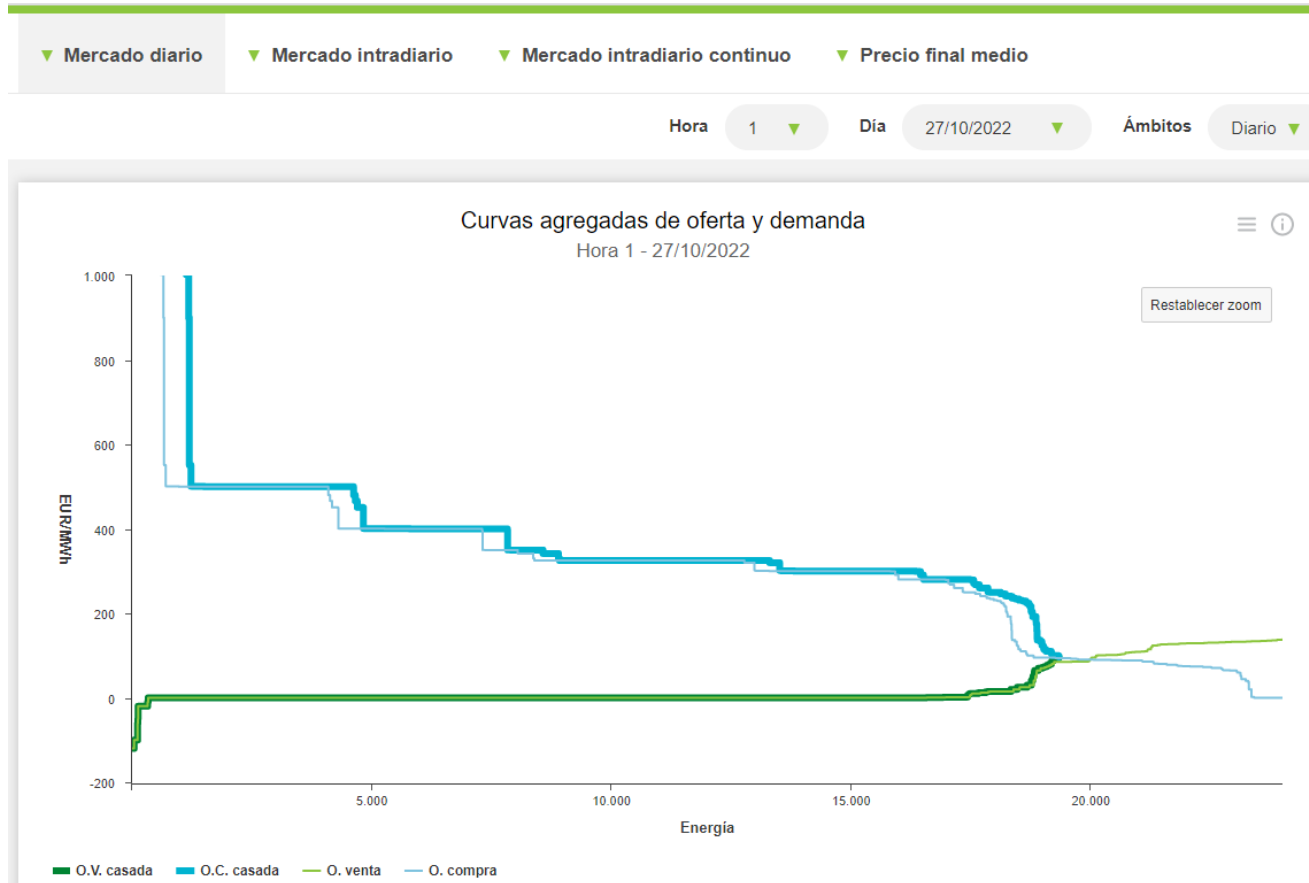 ▼ Mercado diario ▼ Mercado intradiario ▼ Mercado intradiario continuo ▼ Precio final medio
Hora 1 ▼ Día 27/10/2022 ▼ Ámbitos Diario ▼
Curvas agregadas de oferta y demanda
Hora 1 - 27/10/2022
Restablecer zoom
EUR/MWh
1.000
800
600
400
200
0
-200
5.000 10.000 15.000 20.000
Energía
O.V. casada O.C. casada O. venta O. compra